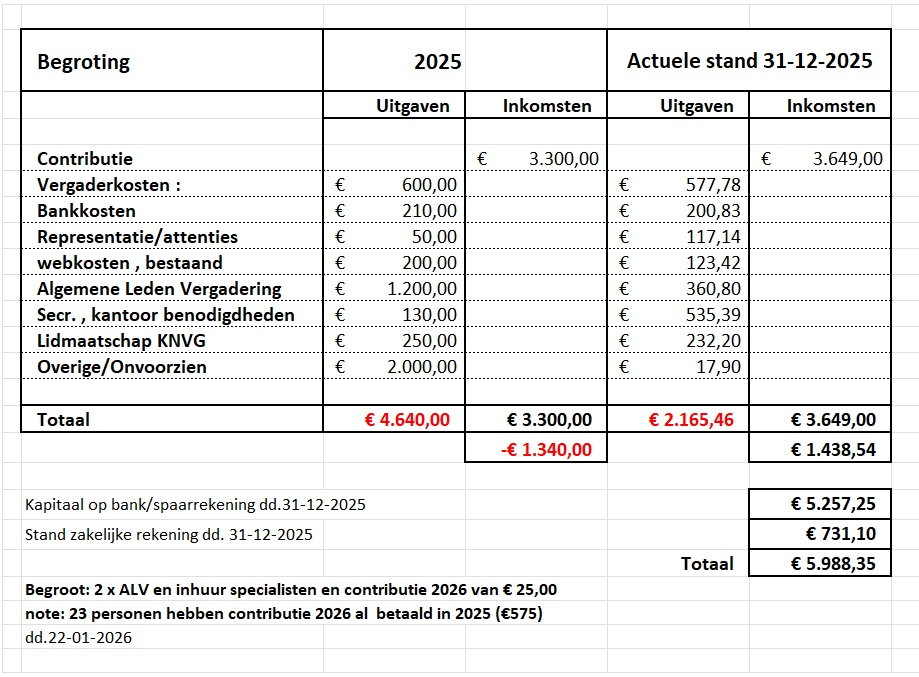 Begroting 2025 Actuele stand 31-12-2025
Uitgaven Inkomsten Uitgaven Inkomsten
Contributie € 3.300,00 € 3.649,00
Vergaderkosten : € 600,00 € 577,78
Bankkosten € 210,00 € 200,83
Representatie/attenties € 50,00 € 117,14
webkosten , bestaand € 200,00 € 123,42
Algemene Leden Vergadering € 1.200,00 € 360,80
Secr. , kantoor benodigdheden € 130,00 € 535,39
Lidmaatschap KNVG € 250,00 € 232,20
Overige/Onvoorzien € 2.000,00 € 17,90
Totaal € 4.640,00 € 3.300,00 € 2.165,46 € 3.649,00
-€ 1.340,00 € 1.438,54
Kapitaal op bank/spaarrekening dd.31-12-2025 € 5.257,25
Stand zakelijke rekening dd. 31-12-2025 € 731,10
Totaal € 5.988,35
Begroot: 2 x ALV en inhuur specialisten en contributie 2026 van € 25,00
note: 23 personen hebben contributie 2026 al betaald in 2025 (€575)
dd.22-01-2026